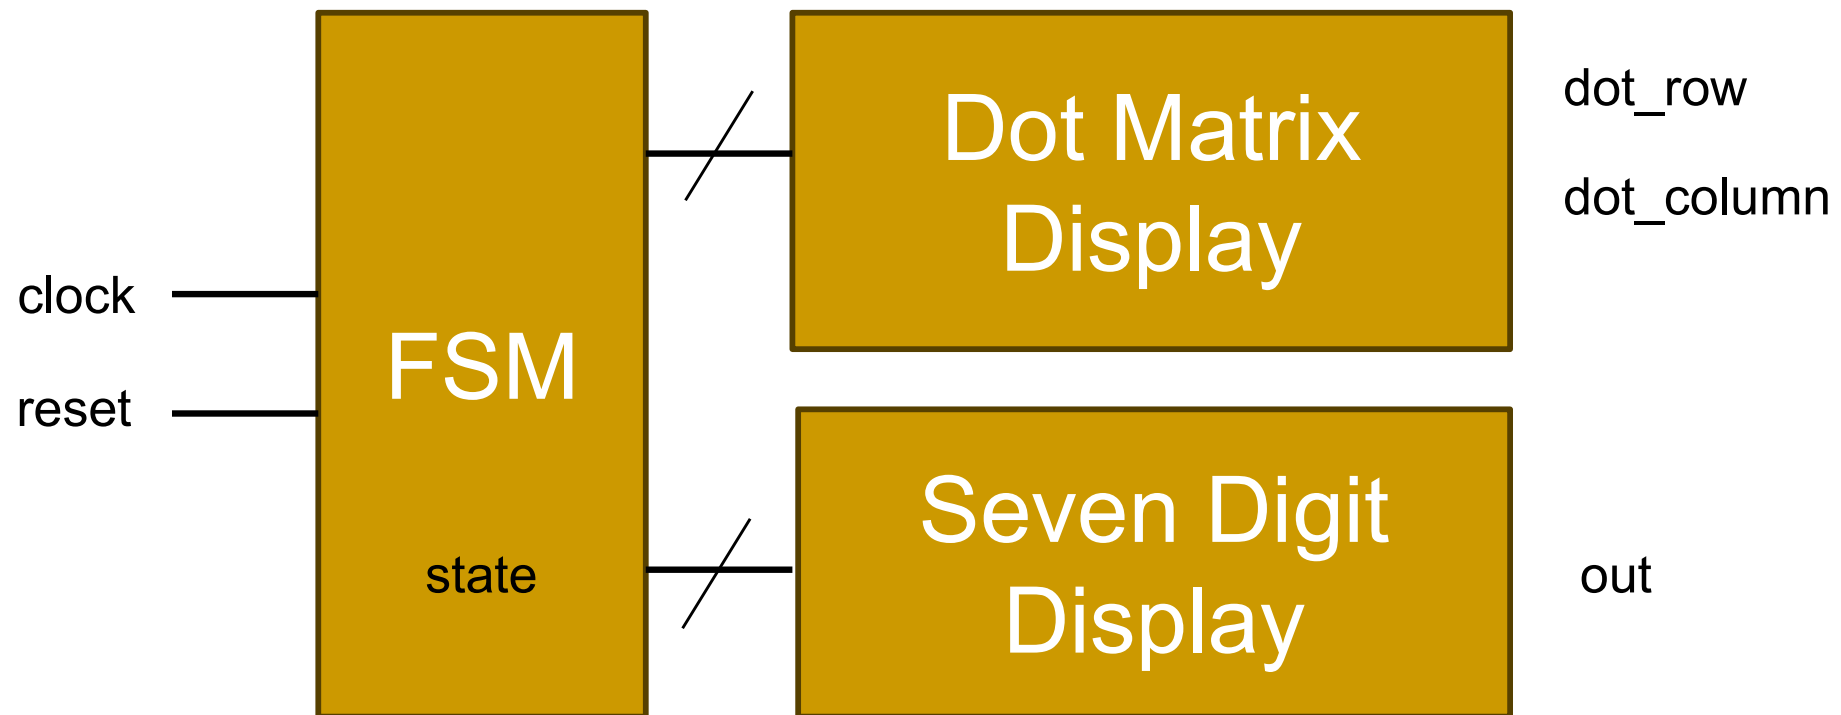 clock
reset
FSM
state
Dot Matrix
Display
dot_row
dot_column
Seven Digit
Display
out